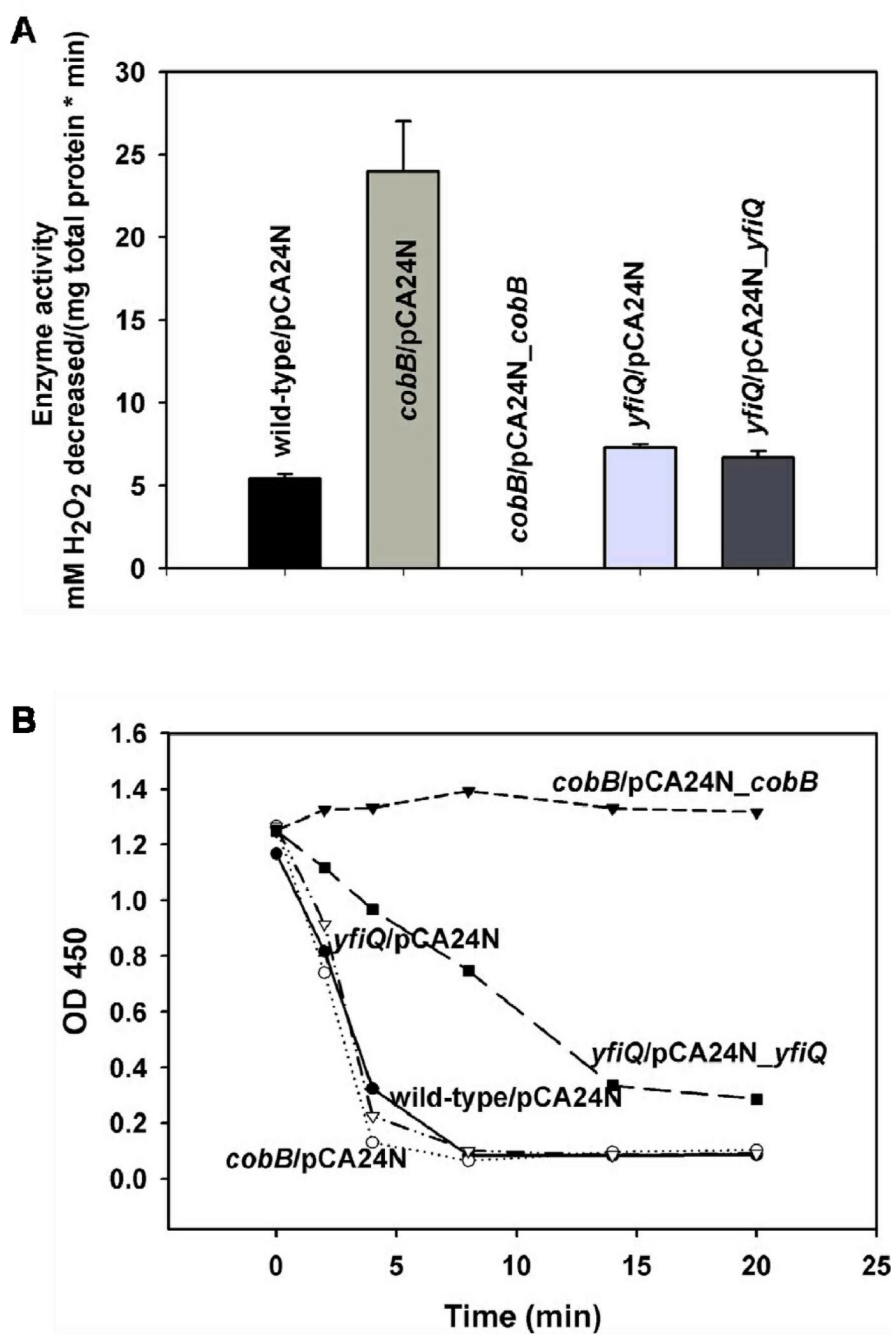 A
Enzyme activity
mM H2O2 decreased/(mg total protein * min)
30
25
20
15
10
5
0
wild-type/pCA24N
cobB/pCA24N
cobB/pCA24N_cobB
yfiQ/pCA24N
yfiQ/pCA24N_yfiQ
B
OD 450
1.6
1.4
1.2
1.0
0.8
0.6
0.4
0.2
0.0
cobB/pCA24N_cobB
yfiQ/pCA24N
yfiQ/pCA24N_yfiQ
wild-type/pCA24N
cobB/pCA24N
0 5 10 15 20 25
Time (min)